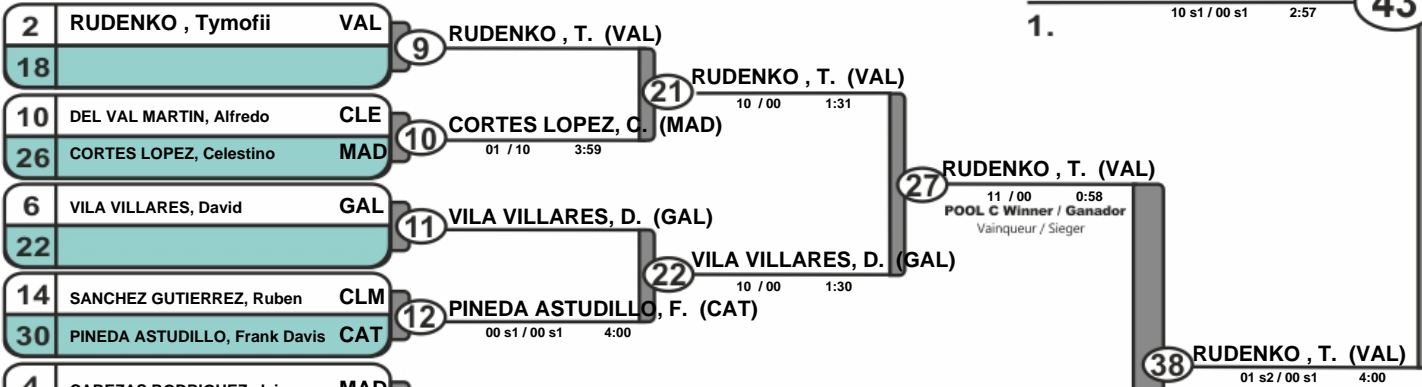 2 RUDENKO , Tymofii VAL
18
9
RUDENKO , T. (VAL)
10 DEL VAL MARTIN, Alfredo CLE
26 CORTES LOPEZ, Celestino MAD
10
CORTES LOPEZ, C. (MAD)
01 / 10 3:59
21
RUDENKO , T. (VAL)
10 / 00 1:31
6 VILA VILLARES, David GAL
22
11
VILA VILLARES, D. (GAL)
14 SANCHEZ GUTIERREZ, Ruben CLM
30 PINEDA ASTUDILLO, Frank Davis CAT
12
PINEDA ASTUDILLO, F. (CAT)
00 s1 / 00 s1 4:00
22
VILA VILLARES, D. (GAL)
10 / 00 1:30
27
RUDENKO , T. (VAL)
11 / 00 0:58
POOL C Winner / Ganador
Vainqueur / Sieger
10 s1 / 00 s1 2:57
43
1.
38
RUDENKO , T. (VAL)
01 s2 / 00 s1 4:00
4 CABEZAS RODRIGUEZ, MAD